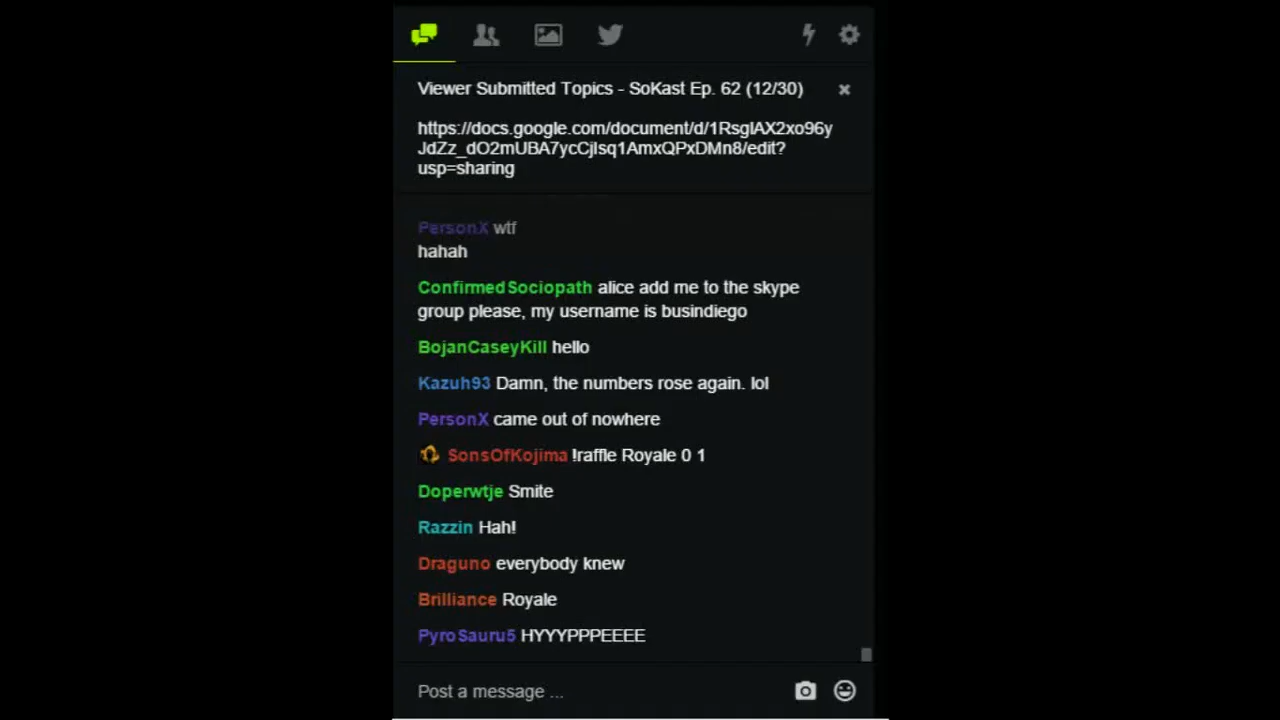 Viewer Submitted Topics - SoKast Ep. 62 (12/30)
https://docs.google.com/document/d/1RsglAX2xo96y
JdZz_dO2mUBA7ycCjlsq1AmxQPxDMn8/edit?
usp=sharing
PersonX wtf
hahah
ConfirmedSociopath alice add me to the skype
group please, my username is busindiego
BojanCaseyKill hello
Kazuh93 Damn, the numbers rose again. lol
PersonX came out of nowhere
SonsOfKojima !raffle Royale 0 1
Doperwtje Smite
Razzin Hah!
Draguno everybody knew
Brilliance Royale
PyroSauru5 HYYYPPPEEEE
Post a message ...